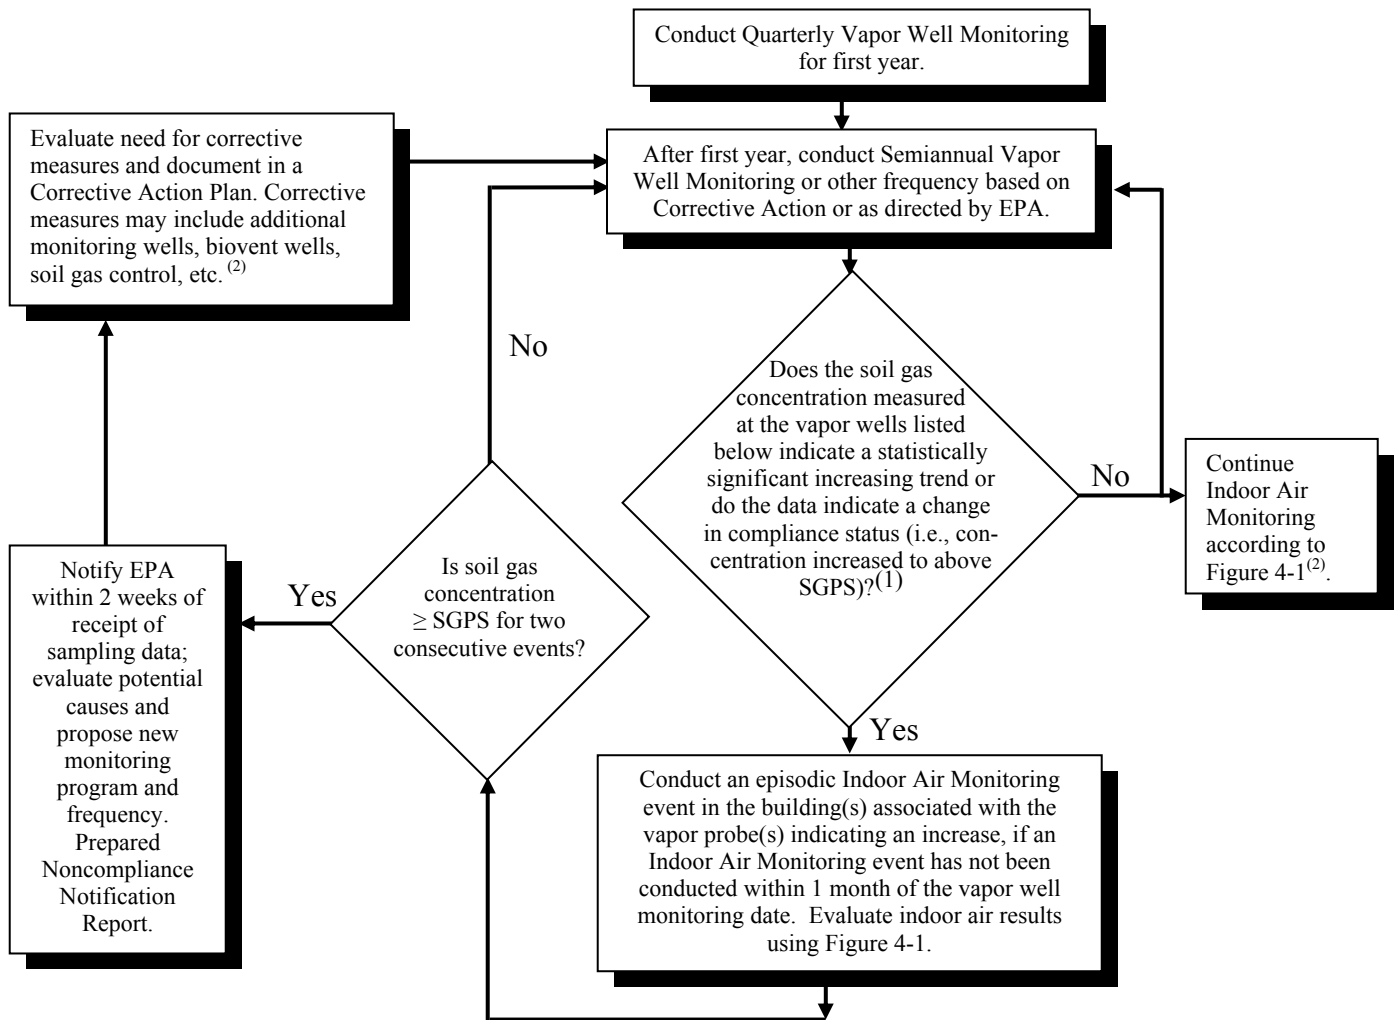 Conduct Quarterly Vapor Well Monitoring
for first year.
Evaluate need for corrective
measures and document in a
Corrective Action Plan. Corrective
measures may include additional
monitoring wells, biovent wells,
soil gas control, etc. (2)
After first year, conduct Semiannual Vapor
Well Monitoring or other frequency based on
Corrective Action or as directed by EPA.
No
Does the soil gas
concentration measured
at the vapor wells listed
below indicate a statistically
significant increasing trend or
do the data indicate a change
in compliance status (i.e., con-
centration increased to above
SGPS)?(1)
No
Continue
Indoor Air
Monitoring
according to
Figure 4-1(2).
Notify EPA
within 2 weeks of
receipt of
sampling data;
evaluate potential
causes and
propose new
monitoring
program and
frequency.
Prepared
Noncompliance
Notification
Report.
Yes
Is soil gas
concentration
≥ SGPS for two
consecutive events?
Yes
Conduct an episodic Indoor Air Monitoring
event in the building(s) associated with the
vapor probe(s) indicating an increase, if an
Indoor Air Monitoring event has not been
conducted within 1 month of the vapor well
monitoring date.  Evaluate indoor air results
using Figure 4-1.